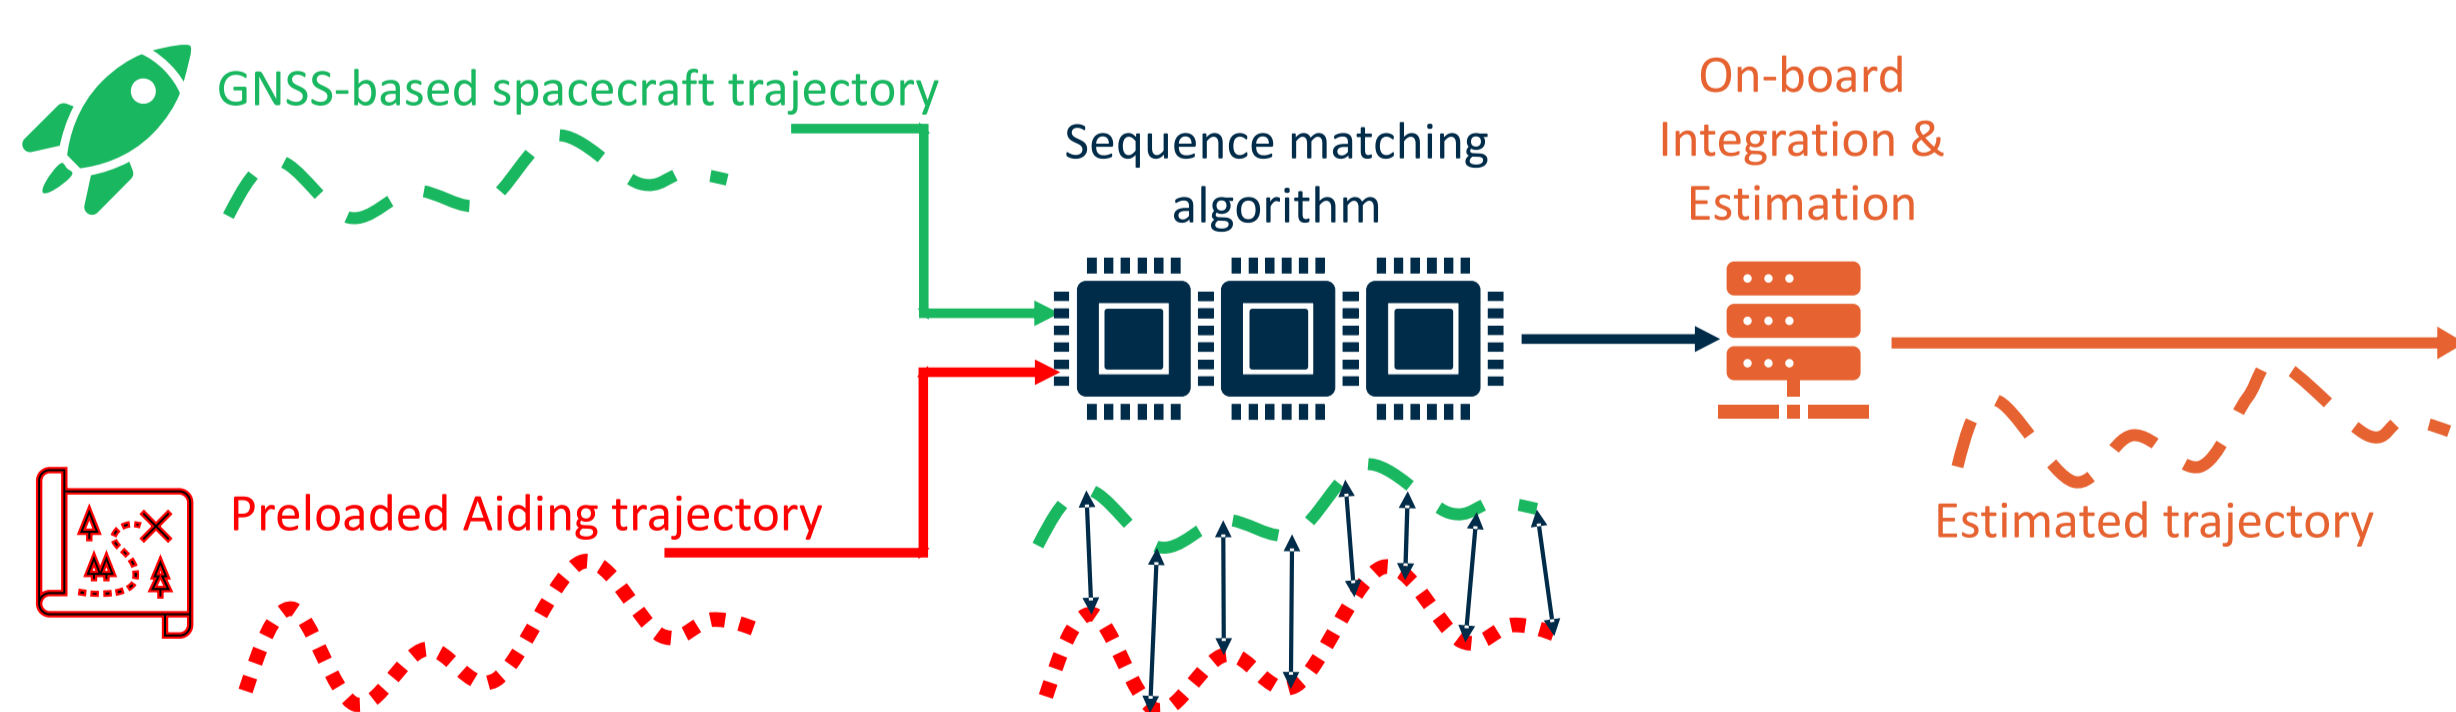 GNSS-based spacecraft trajectory
Sequence matching
algorithm
On-board
Integration &
Estimation
Preloaded Aiding trajectory
Estimated trajectory